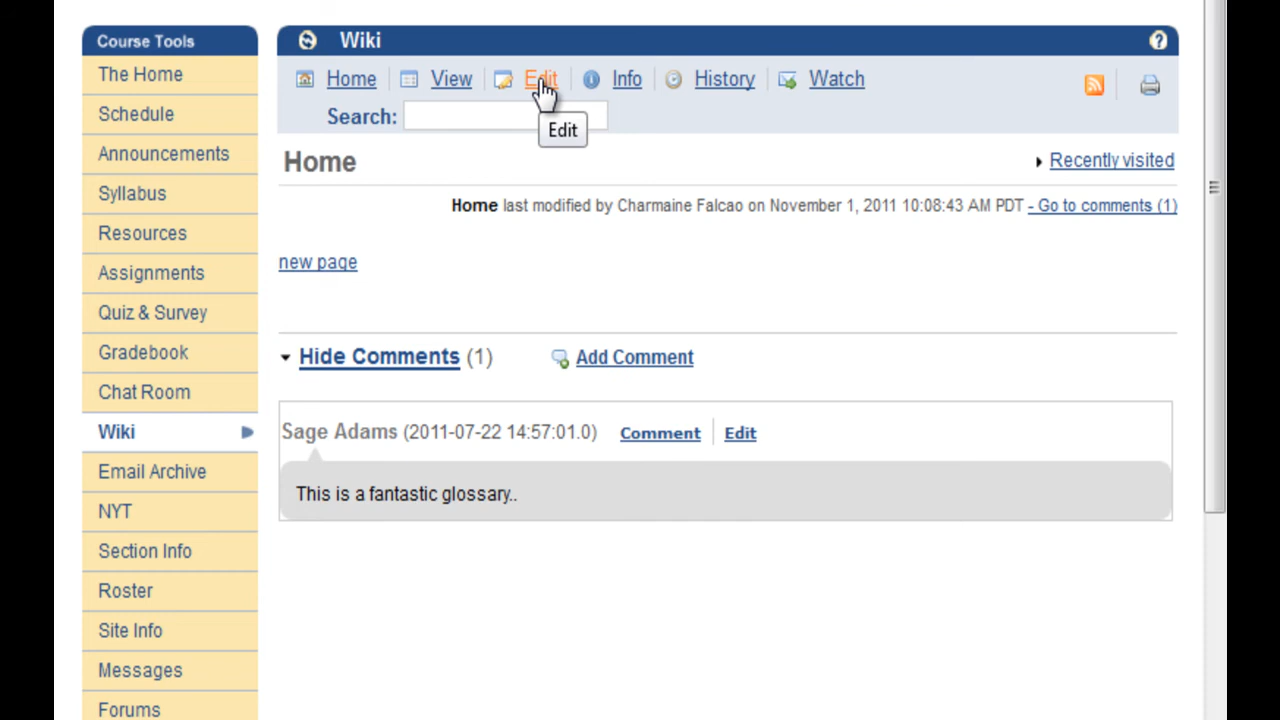 Course Tools
The Home
Schedule
Announcements
Syllabus
Resources
Assignments
Quiz & Survey
Gradebook
Chat Room
Wiki
Email Archive
NYT
Section Info
Roster
Site Info
Messages
Forums
Wiki ?
Home View Edit Info History Watch
Search:
Edit
Home
Recently visited
Home last modified by Charmaine Falcao on November 1, 2011 10:08:43 AM PDT - Go to comments (1)
new page
Hide Comments (1) Add Comment
Sage Adams (2011-07-22 14:57:01.0) Comment Edit
This is a fantastic glossary..